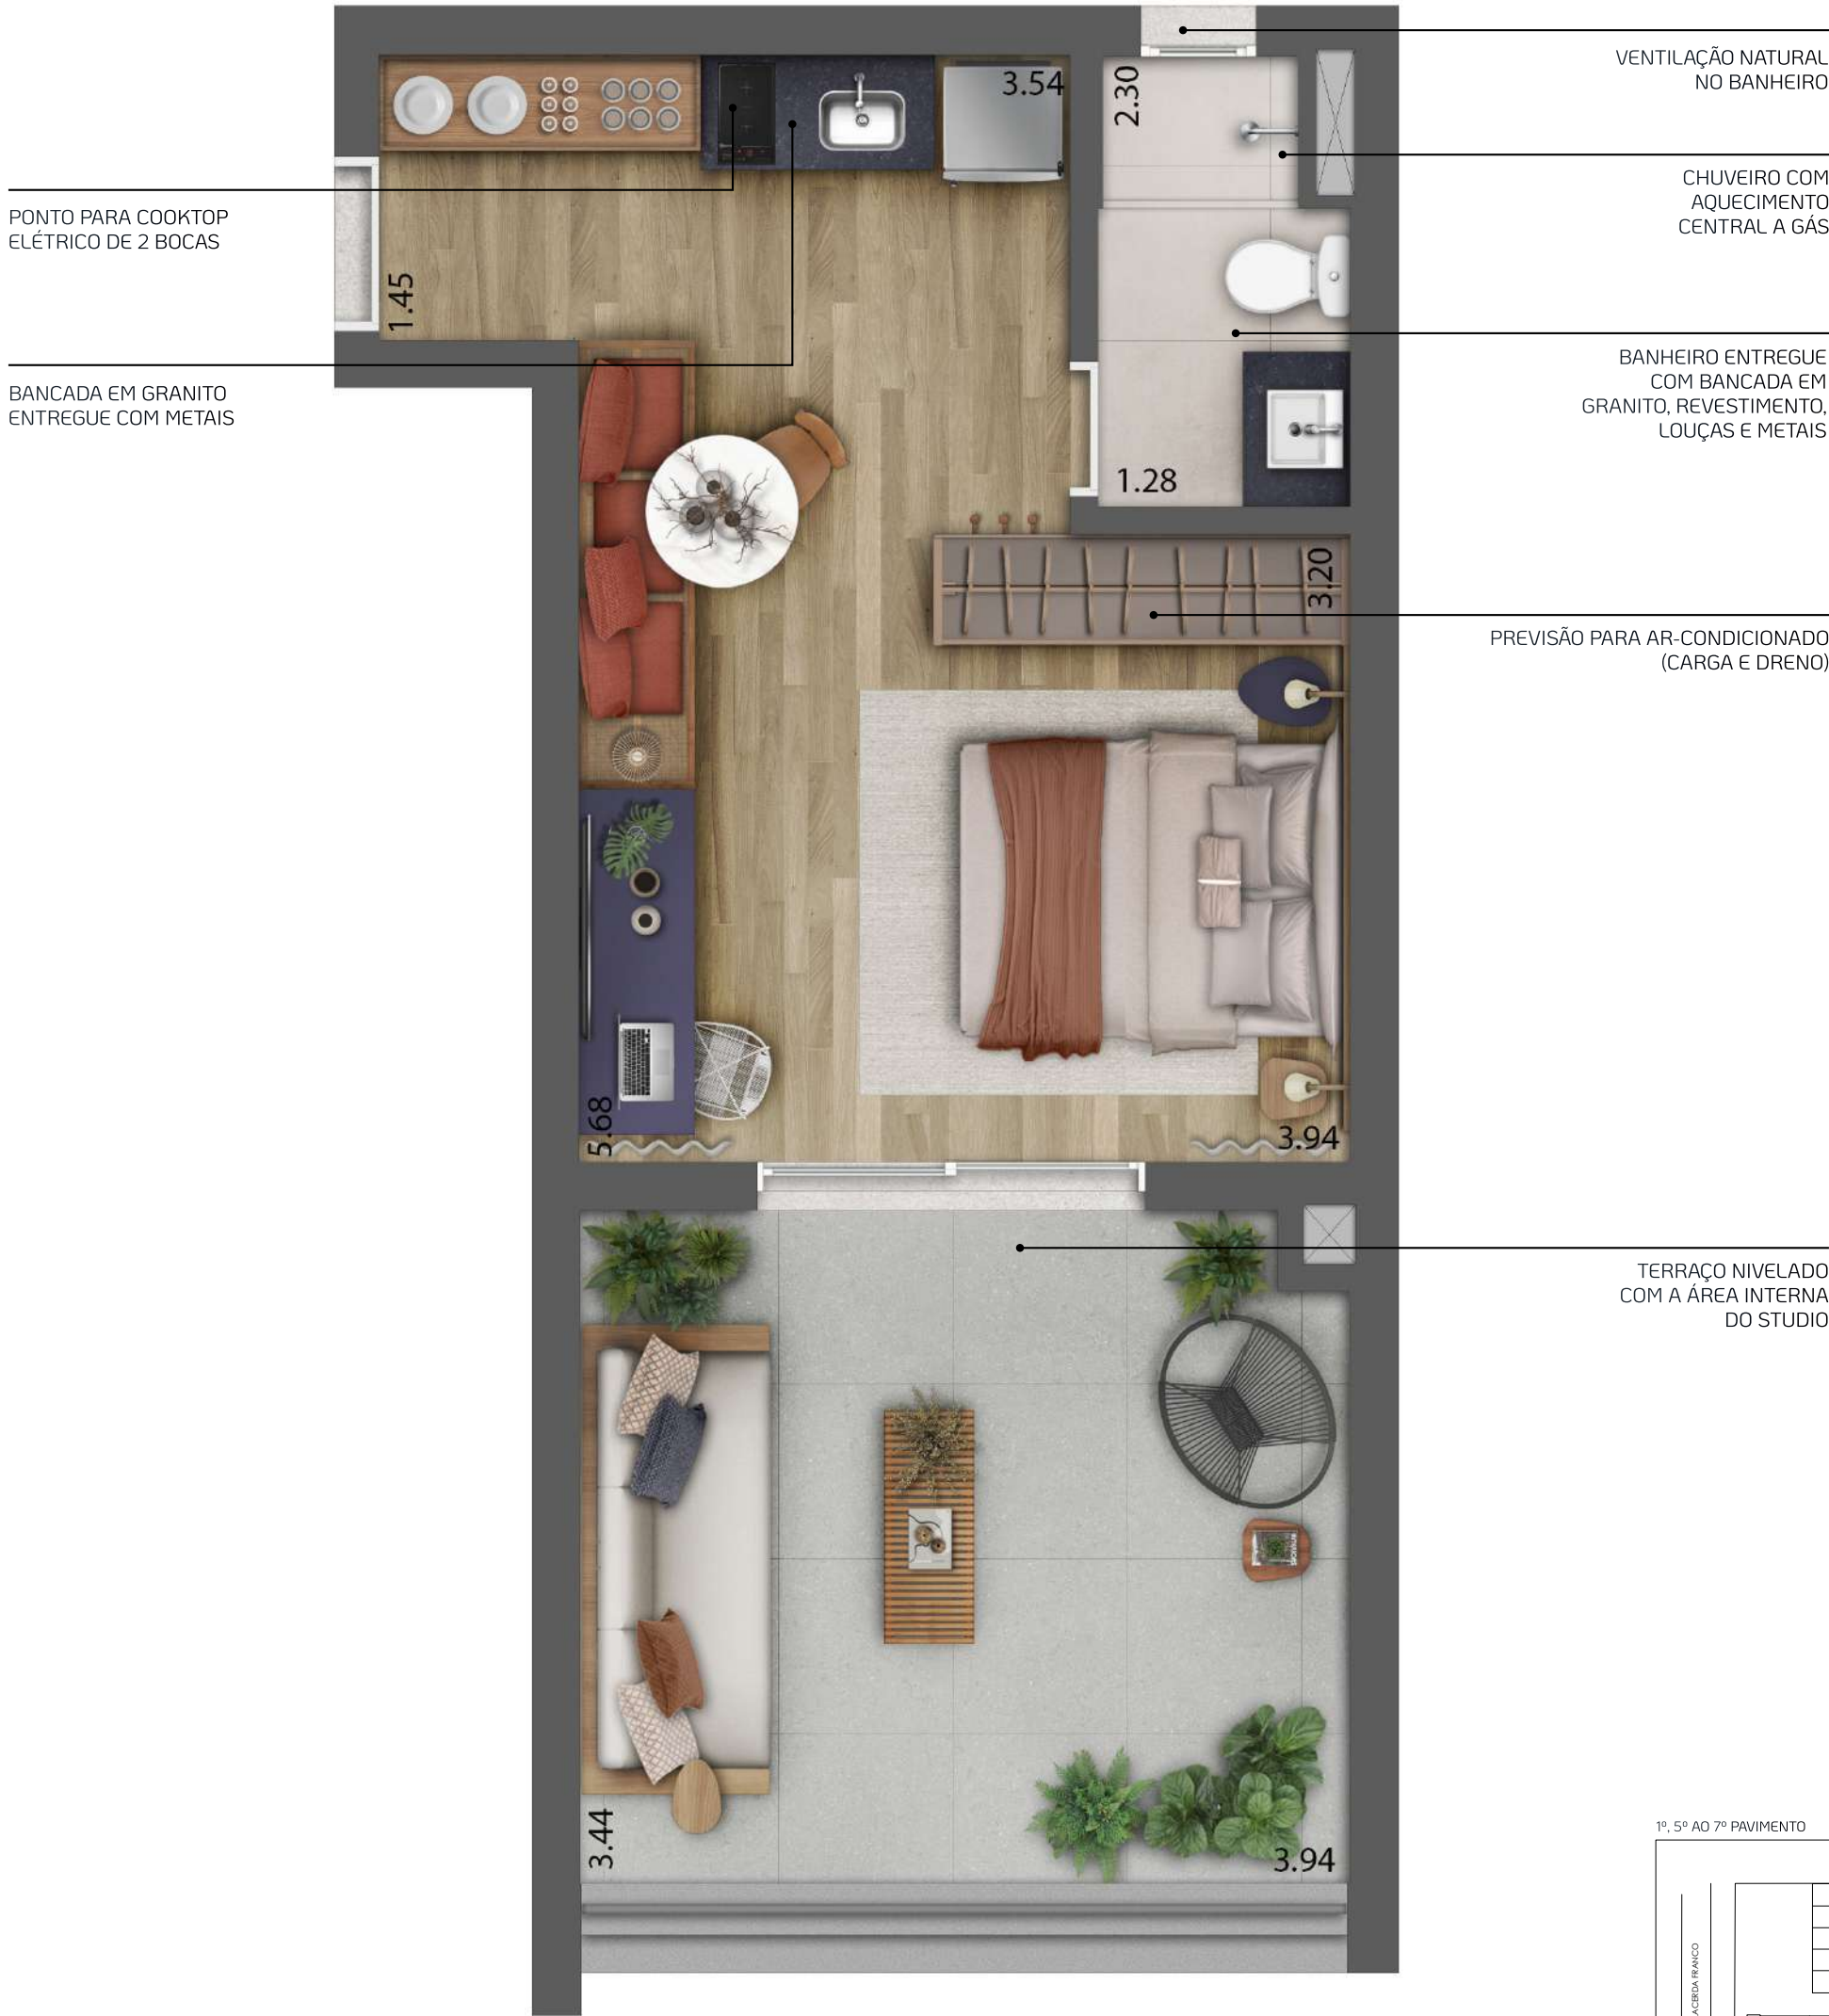 VENTILAÇÃO NATURAL
NO BANHEIRO
3.54
2.30
CHUVEIRO COM
AQUECIMENTO
CENTRAL A GÁS
PONTO PARA COOKTOP
ELÉTRICO DE 2 BOCAS
1.45
BANHEIRO ENTREGUE
COM BANCADA EM
GRANITO, REVESTIMENTO,
LOUÇAS E METAIS
BANCADA EM GRANITO
ENTREGUE COM METAIS
1.28
3.20
PREVISÃO PARA AR-CONDICIONADO
(CARGA E DRENO)
5.68
3.94
TERRAÇO NIVELADO
COM A ÁREA INTERNA
DO STUDIO
3.44
3.94
1º, 5º AO 7º PAVIMENTO
LACERDA FRANCO